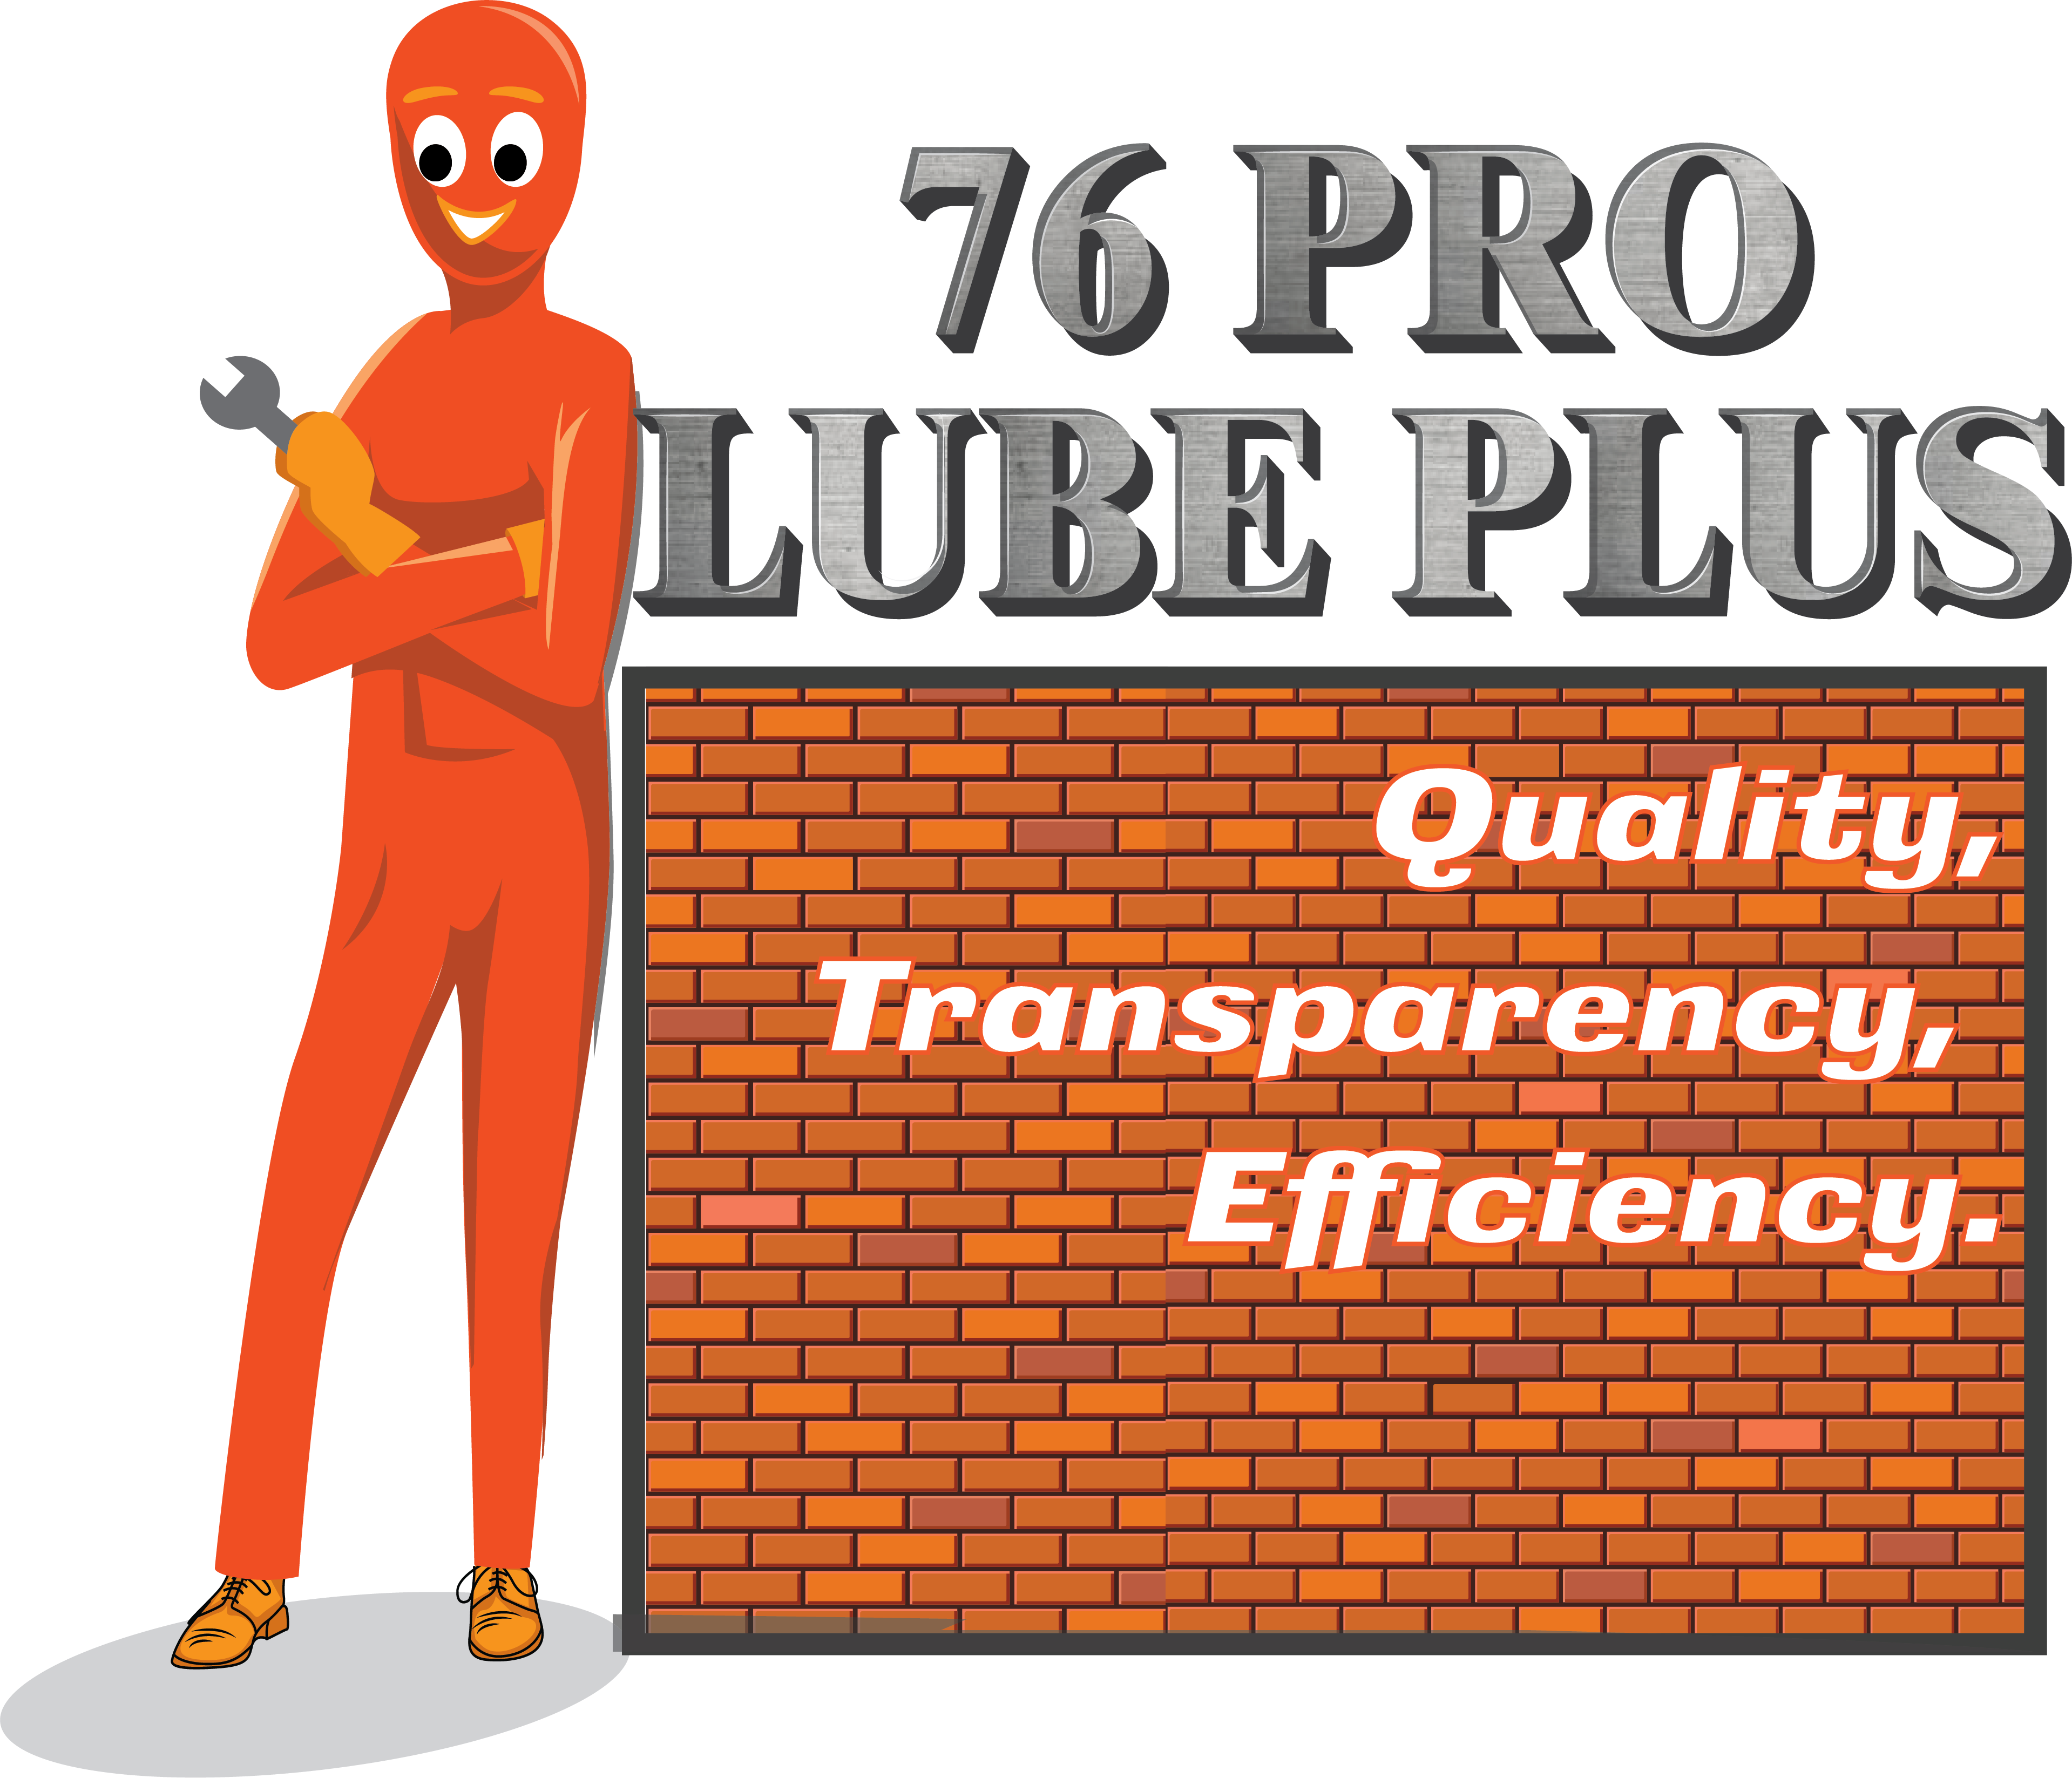 76 PRO
LUBE PLUS
Quality,
Transparency,
Efficiency.